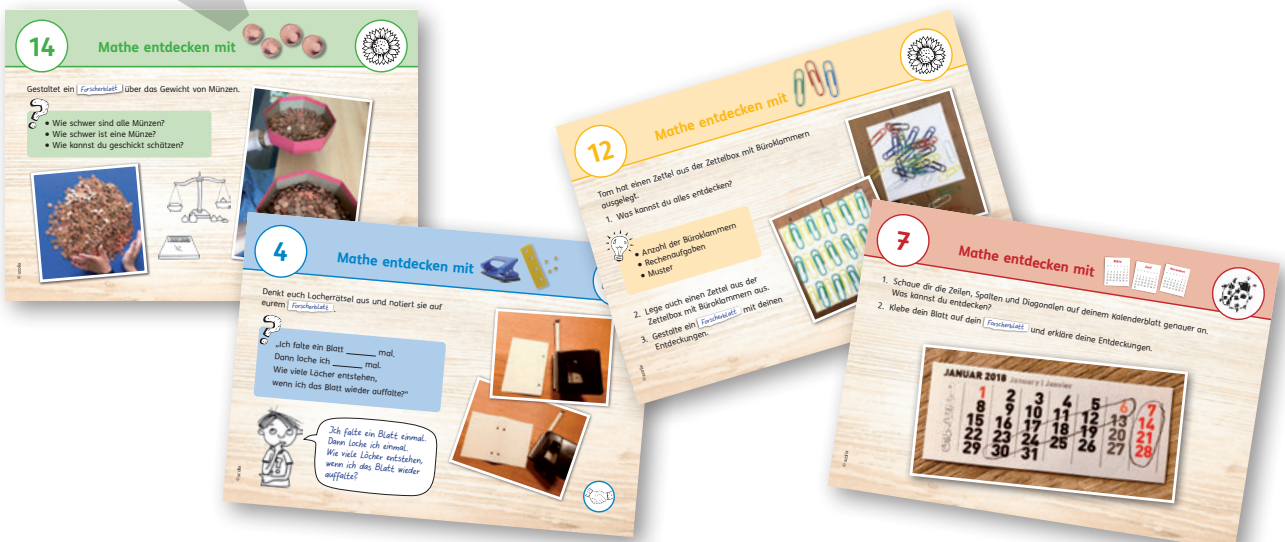 14
Mathe entdecken mit
Gestaltet ein Forscherblatt über das Gewicht von Münzen.
?
• Wie schwer sind alle Münzen?
• Wie schwer ist eine Münze?
• Wie kannst du geschickt schätzen?
4
Mathe entdecken mit
Denkt euch Locherrätsel aus und notiert sie auf
eurem Forscherblatt.
?
„Ich falte ein Blatt ______ mal.
Dann loche ich ______ mal.
Wie viele Löcher entstehen,
wenn ich das Blatt wieder auffalte?“
Ich falte ein Blatt einmal.
Dann loche ich einmal.
Wie viele Löcher entstehen,
wenn ich das Blatt wieder
auffalte?
12
Mathe entdecken mit
Tom hat einen Zettel aus der Zettelbox mit Büroklammern
ausgelegt.
1. Was kannst du alles entdecken?
• Anzahl der Büroklammern
• Rechenaufgaben
• Muster
2. Lege auch einen Zettel aus der
Zettelbox mit Büroklammern aus.
3. Gestalte ein Forscherblatt mit deinen
Entdeckungen.
7
Mathe entdecken mit
1. Schaue dir die Zeilen, Spalten und Diagonalen auf deinem Kalenderblatt genauer an.
Was kannst du entdecken?
2. Klebe dein Blatt auf dein Forscherblatt und erkläre deine Entdeckungen.
JANUAR 2018 January | Janvier
1 2 3 4 5 6 7
8 9 10 11 12 13 14
15 16 17 18 19 20 21
22 23 24 25 26 27 28
29 30 31